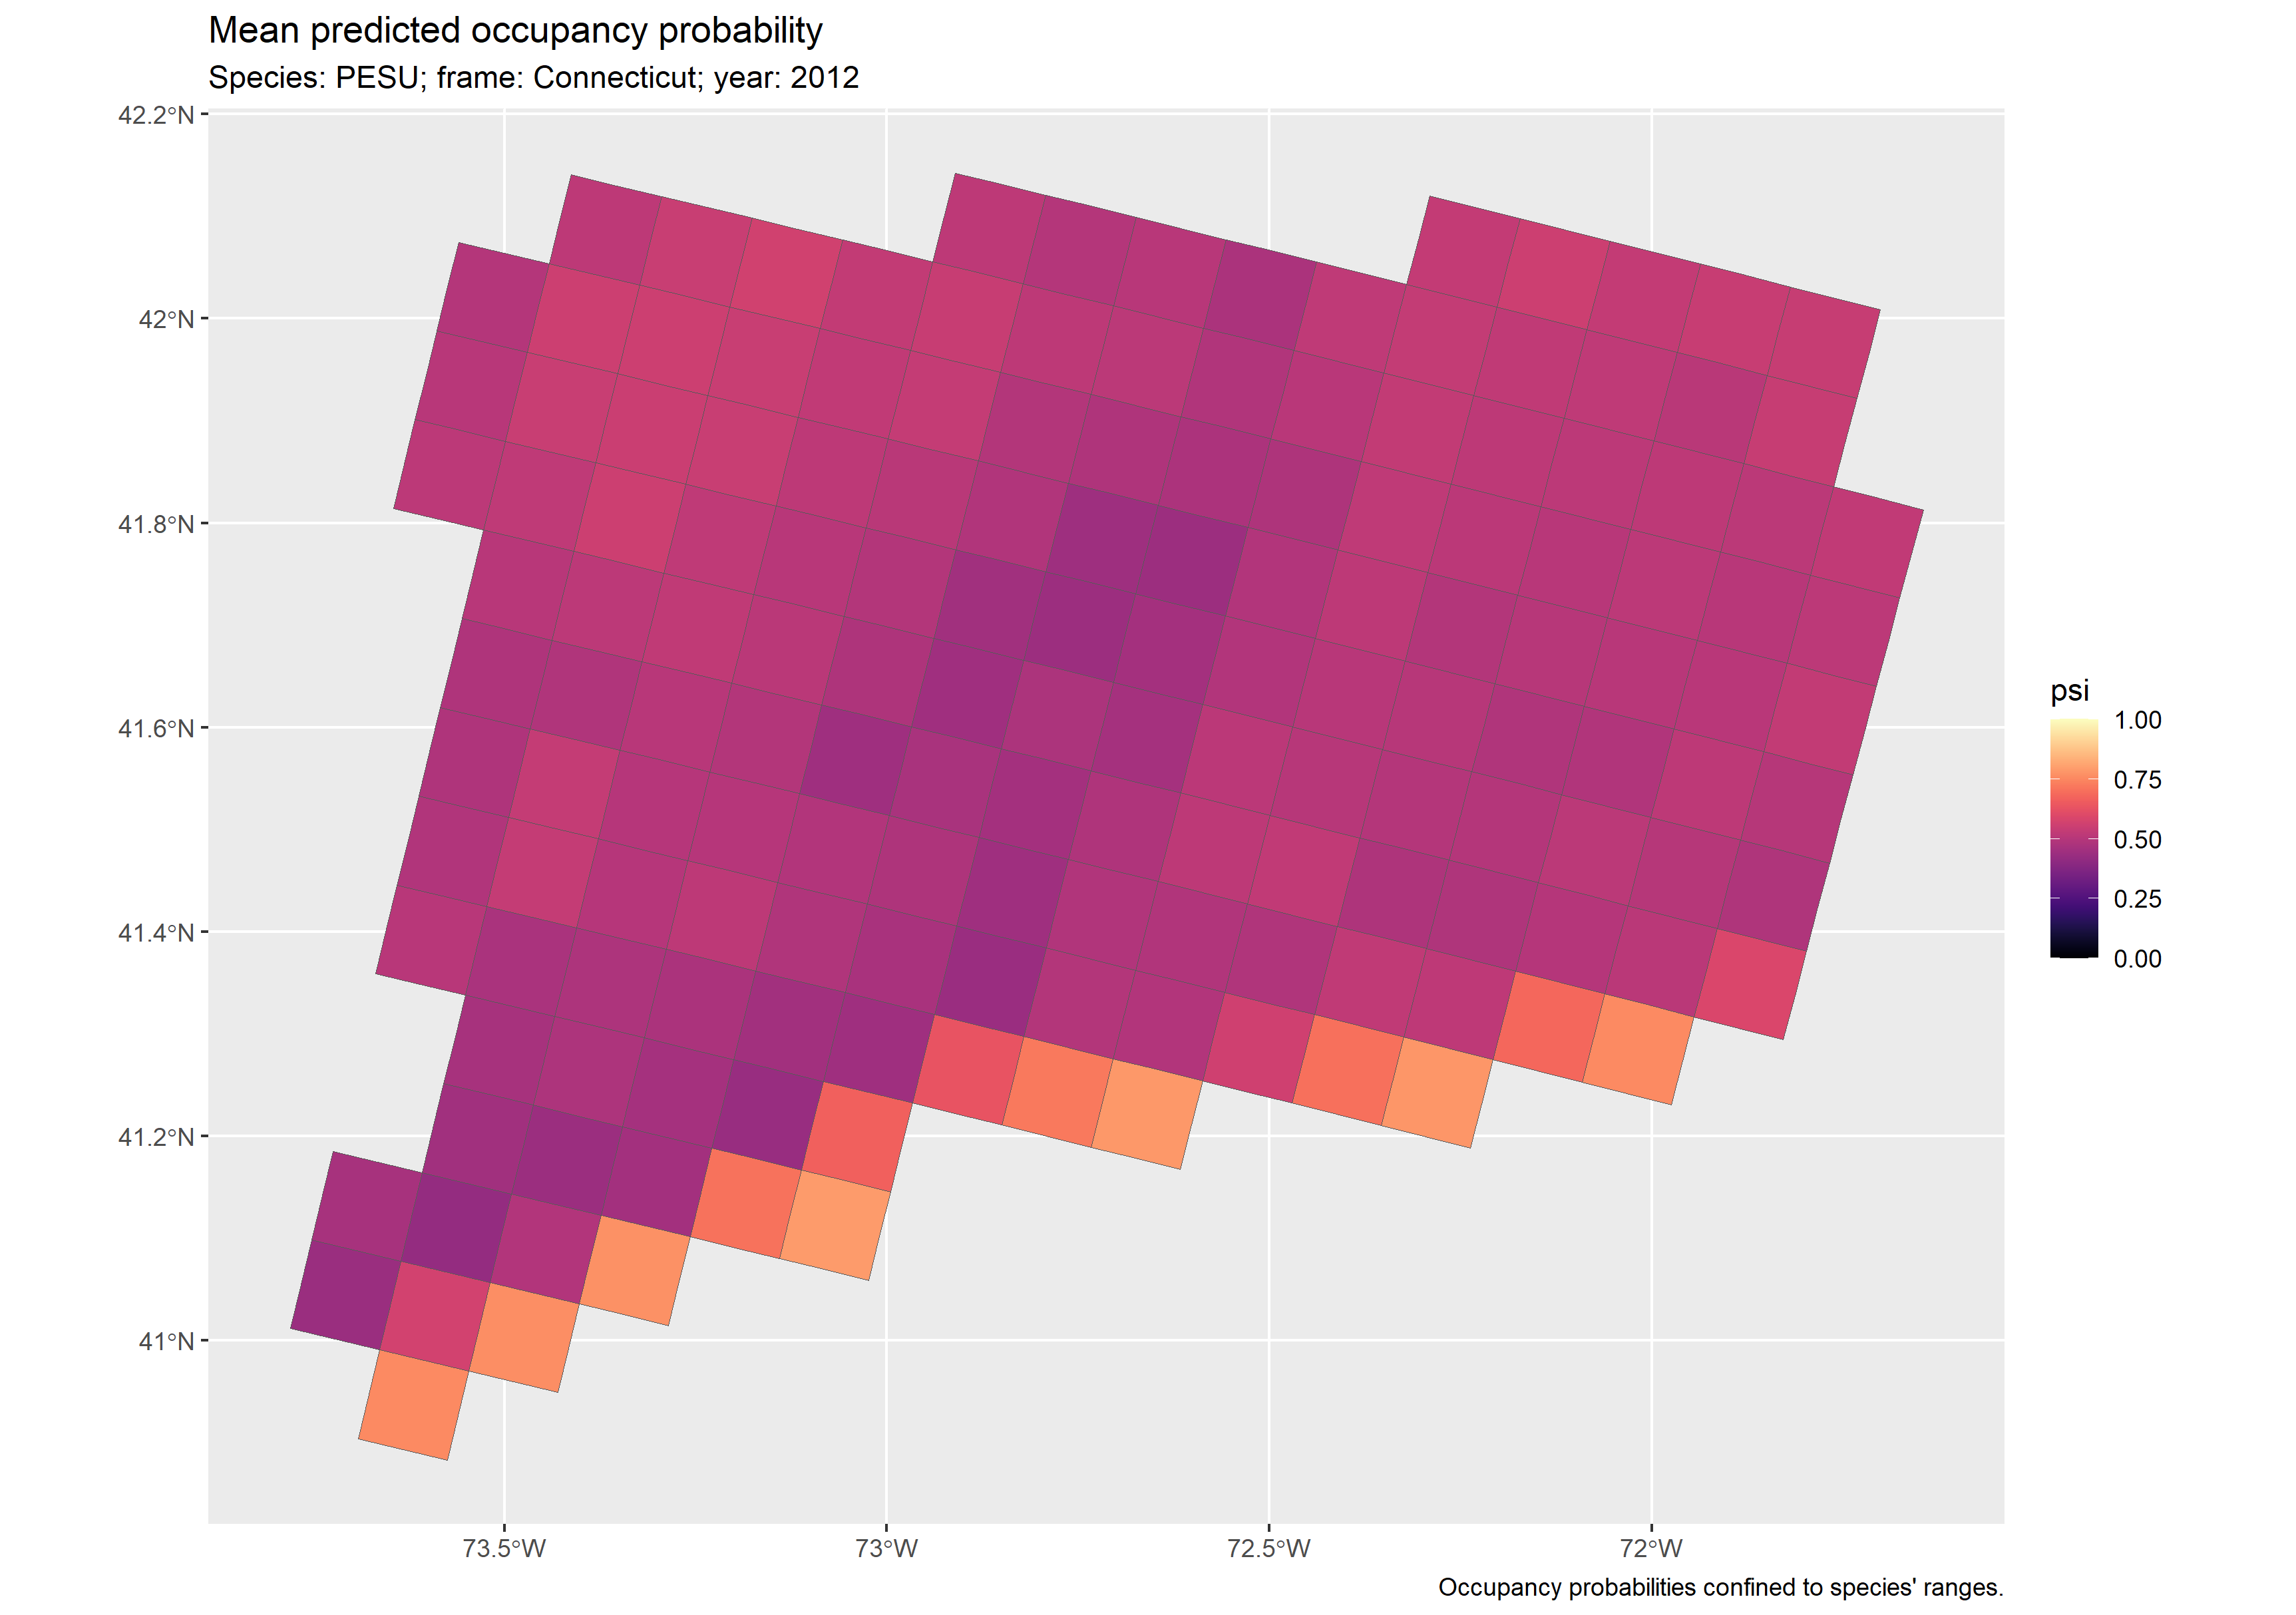 Mean predicted occupancy probability
Species: PESU; frame: Connecticut; year: 2012
42.2°N
42°N
41.8°N
41.6°N
41.4°N
41.2°N
41°N
73.5°W
73°W
72.5°W
72°W
psi
1.00
0.75
0.50
0.25
0.00
Occupancy probabilities confined to species' ranges.